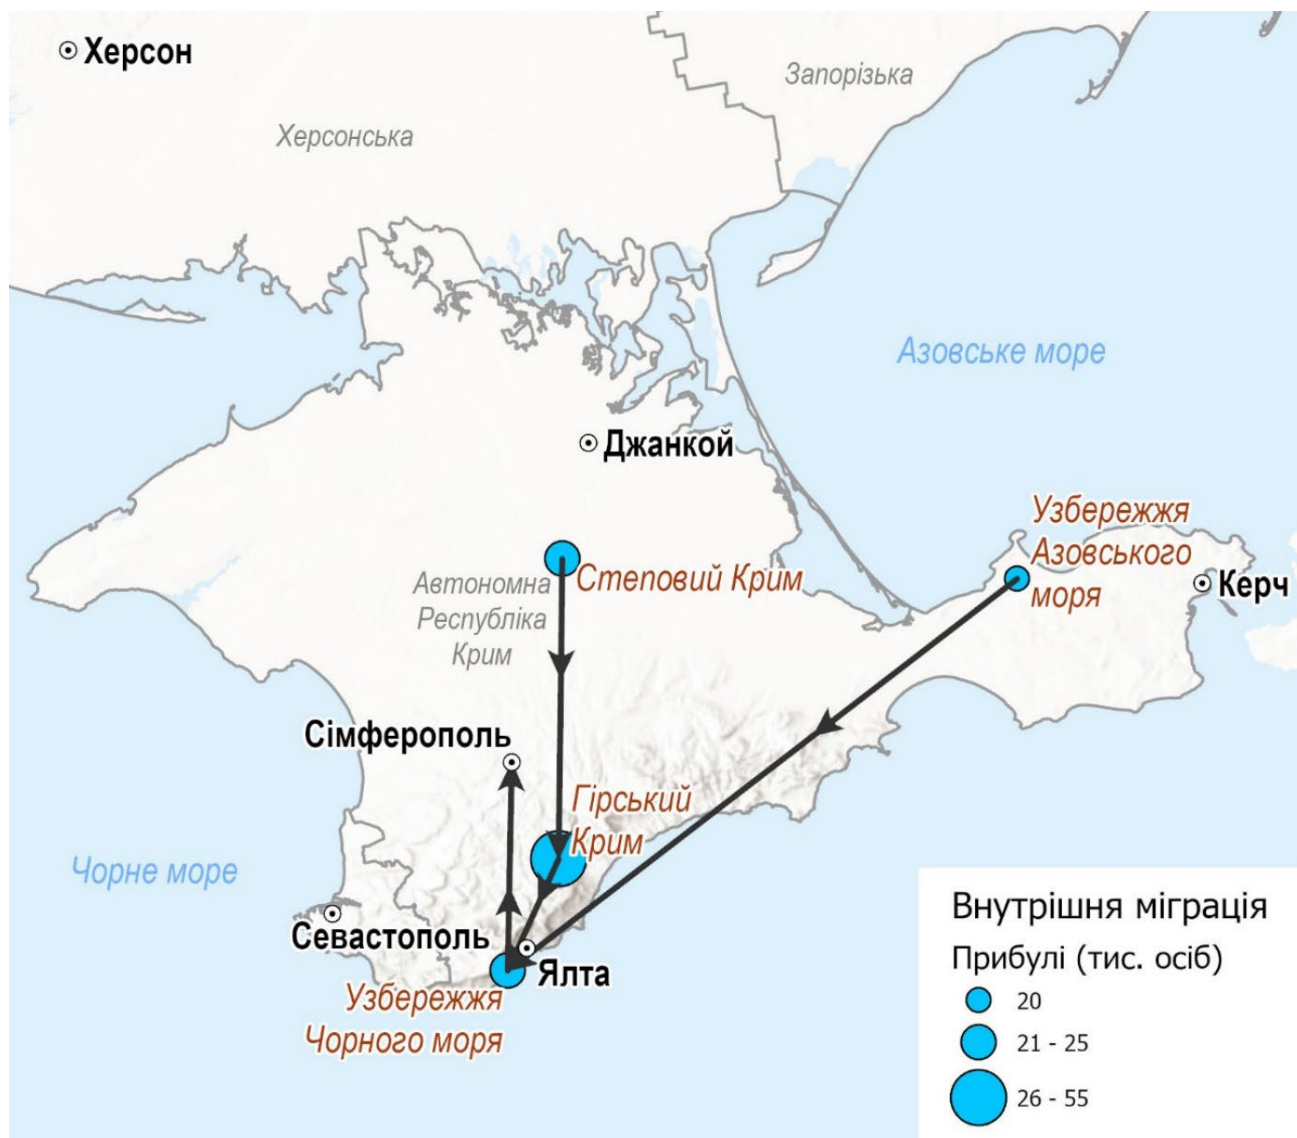 Херсон
Запорізька
Херсонська
Азовське море
Джанкой
Узбережжя
Азовського
моря
Степовий Крим
Керч
Автономна
Республіка
Крим
Сімферополь
Гірський
Крим
Чорне море
Севастополь
Ялта
Узбережжя
Чорного моря
Внутрішня міграція
Прибулі (тис. осіб)
20
21 - 25
26 - 55